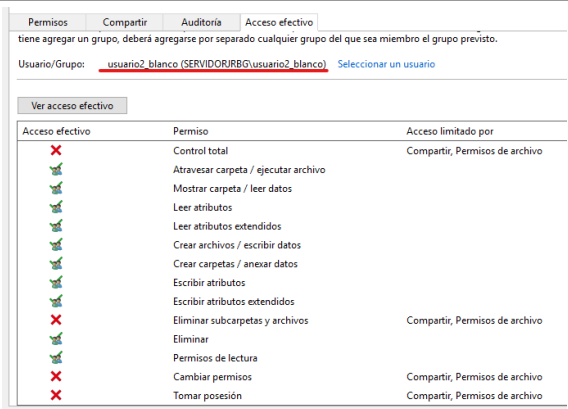 Permisos Compartir Auditoría Acceso efectivo
tiene agregar un grupo, deberá agregarse por separado cualquier grupo del que sea miembro el grupo previsto.
Usuario/Grupo: usuario2_blanco (SERVIDORJRBG\usuario2_blanco) Seleccionar un usuario
Ver acceso efectivo
Acceso efectivo Permiso Acceso limitado por
Control total Compartir, Permisos de archivo
Atravesar carpeta / ejecutar archivo
Mostrar carpeta / leer datos
Leer atributos
Leer atributos extendidos
Crear archivos / escribir datos
Crear carpetas / anexar datos
Escribir atributos
Escribir atributos extendidos
Eliminar subcarpetas y archivos Compartir, Permisos de archivo
Eliminar
Permisos de lectura
Cambiar permisos Compartir, Permisos de archivo
Tomar posesión Compartir, Permisos de archivo